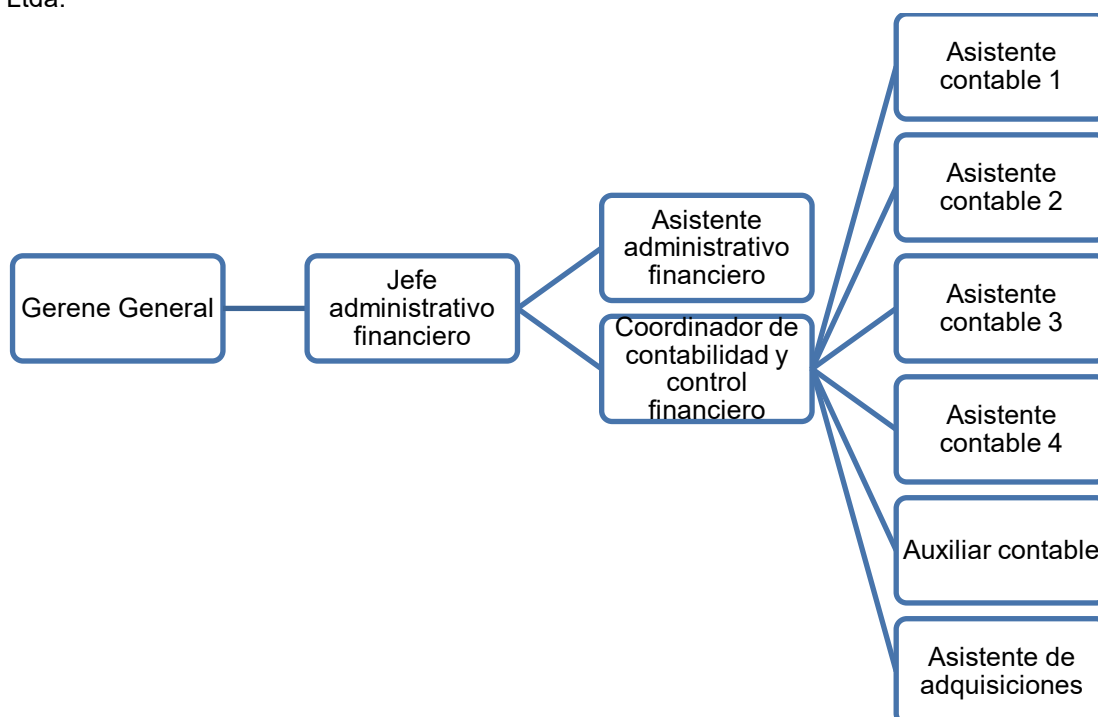 Ltda.
Gerene General
Jefe
administrativo
financiero
Asistente
administrativo
financiero
Coordinador de
contabilidad y
control
financiero
Asistente
contable 1
Asistente
contable 2
Asistente
contable 3
Asistente
contable 4
Auxiliar contable
Asistente de
adquisiciones